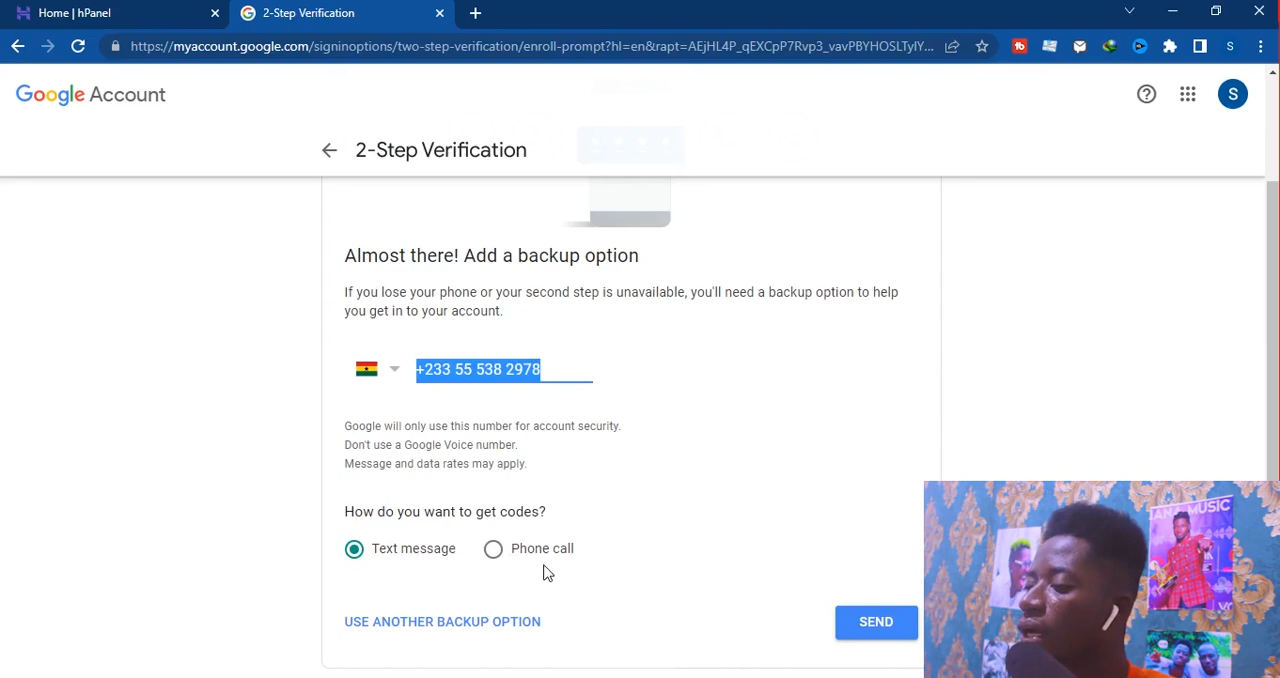 Home | hPanel
2-Step Verification
https://myaccount.google.com/signinoptions/two-step-verification/enroll-prompt?hl=en&rapt=AEjHL4P_qEXCpP7Rvp3_vavPBYHOSLTyIY...
S
Google Account
S
2-Step Verification
Almost there! Add a backup option
If you lose your phone or your second step is unavailable, you'll need a backup option to help
you get in to your account.
+233 55 538 2978
Google will only use this number for account security.
Don't use a Google Voice number.
Message and data rates may apply.
How do you want to get codes?
Text message
Phone call
USE ANOTHER BACKUP OPTION
SEND
MUSIC